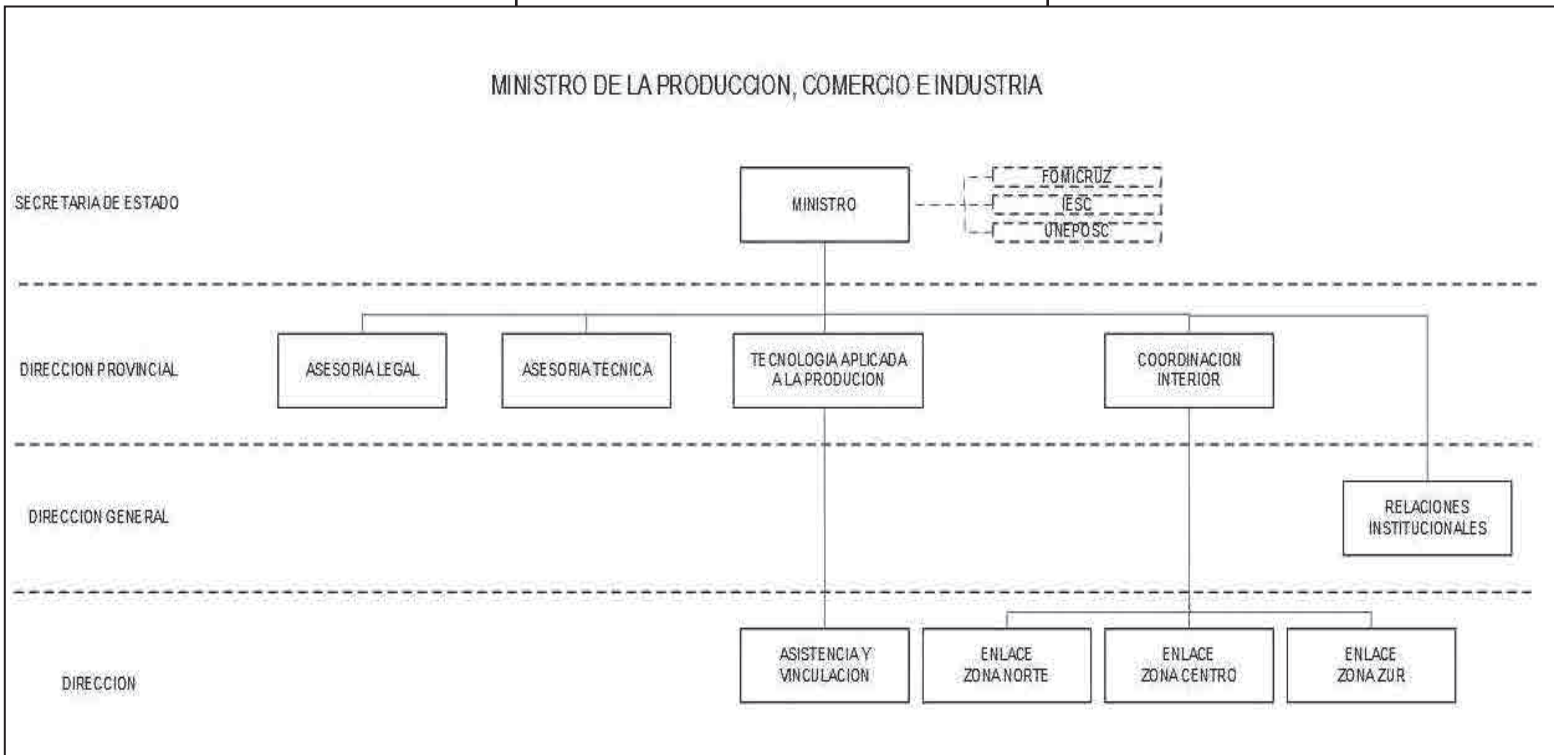 MINISTRO DE LA PRODUCCION, COMERCIO E INDUSTRIA
SECRETARIA DE ESTADO
MINISTRO
FOMICRUZ
IESC
UNEPOSC
DIRECCION PROVINCIAL
ASESORIA LEGAL
ASESORIA TECNICA
TECNOLOGIA APLICADA
A LA PRODUCION
COORDINACION
INTERIOR
DIRECCION GENERAL
RELACIONES
INSTITUCIONALES
DIRECCION
ASISTENCIA Y
VINCULACION
ENLACE
ZONA NORTE
ENLACE
ZONA CENTRO
ENLACE
ZONA ZUR